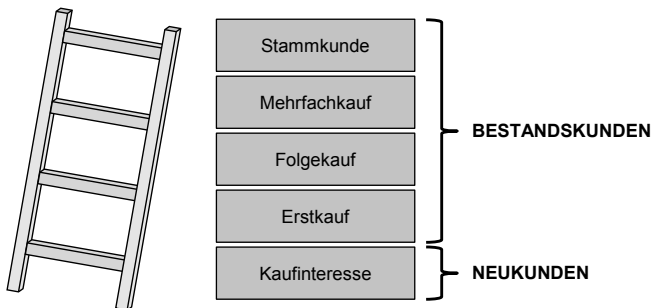 Stammkunde
Mehrfachkauf
BESTANDSKUNDEN
Folgekauf
Erstkauf
Kaufinteresse
NEUKUNDEN